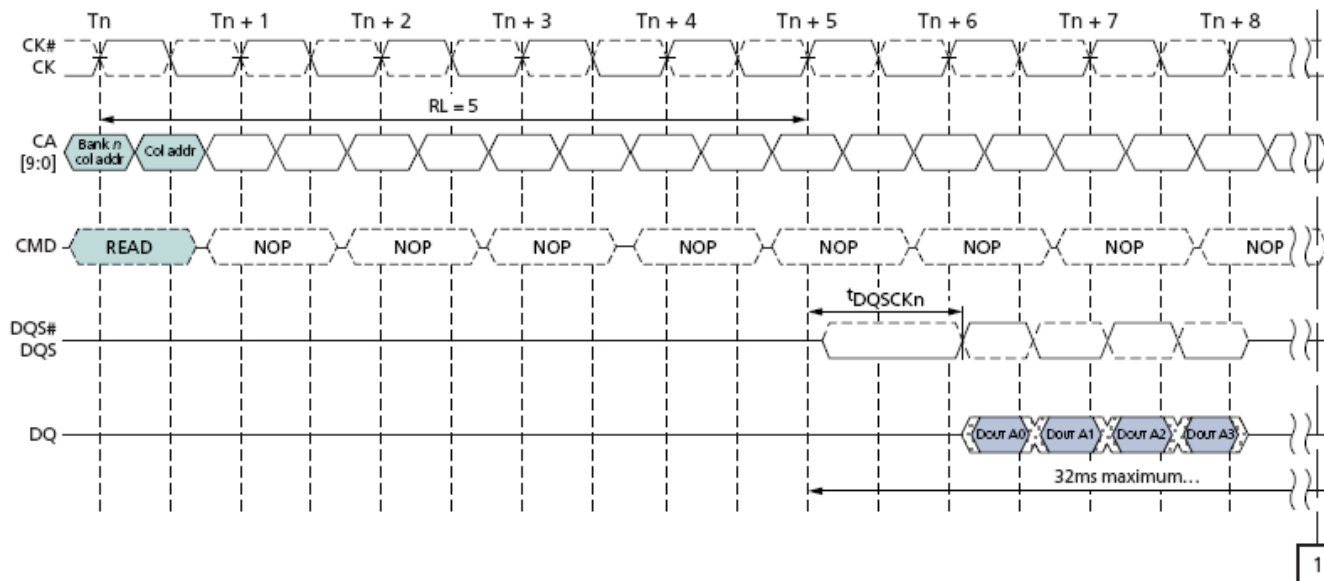 Tn Tn + 1 Tn + 2 Tn + 3 Tn + 4 Tn + 5 Tn + 6 Tn + 7 Tn + 8
CK#
CK
RL = 5
CA
[9:0]
Bank n
col addr
Col addr
CMD READ NOP NOP NOP NOP NOP NOP NOP NOP
tDQSCKn
DQS#
DQS
DQ DOUT A0 DOUT A1 DOUT A2 DOUT A3
32ms maximum…
1